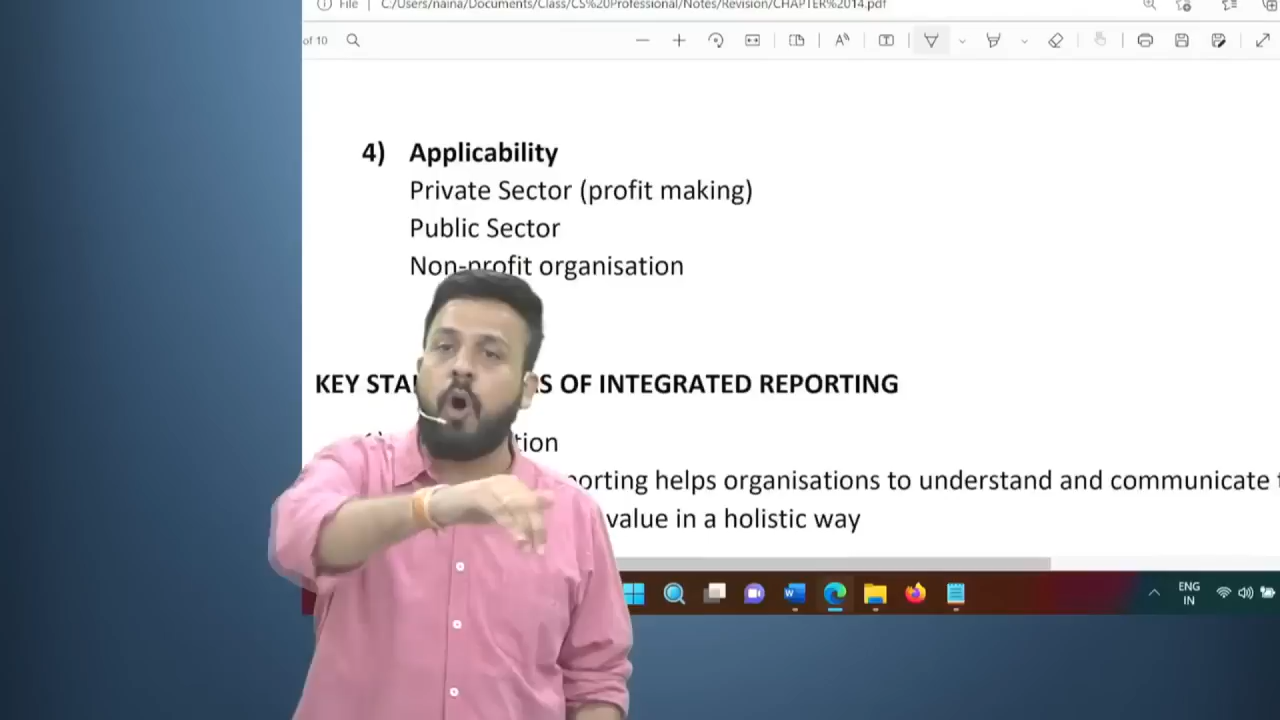 File | C:/Users/naina/Documents/Class/CS%20Professional/Notes/Revision/CHAPTER%2014.pdf
of 10
4) Applicability
Private Sector (profit making)
Public Sector
Non-profit organisation
KEY STA S OF INTEGRATED REPORTING
tion
porting helps organisations to understand and communicate
value in a holistic way
ENG
IN